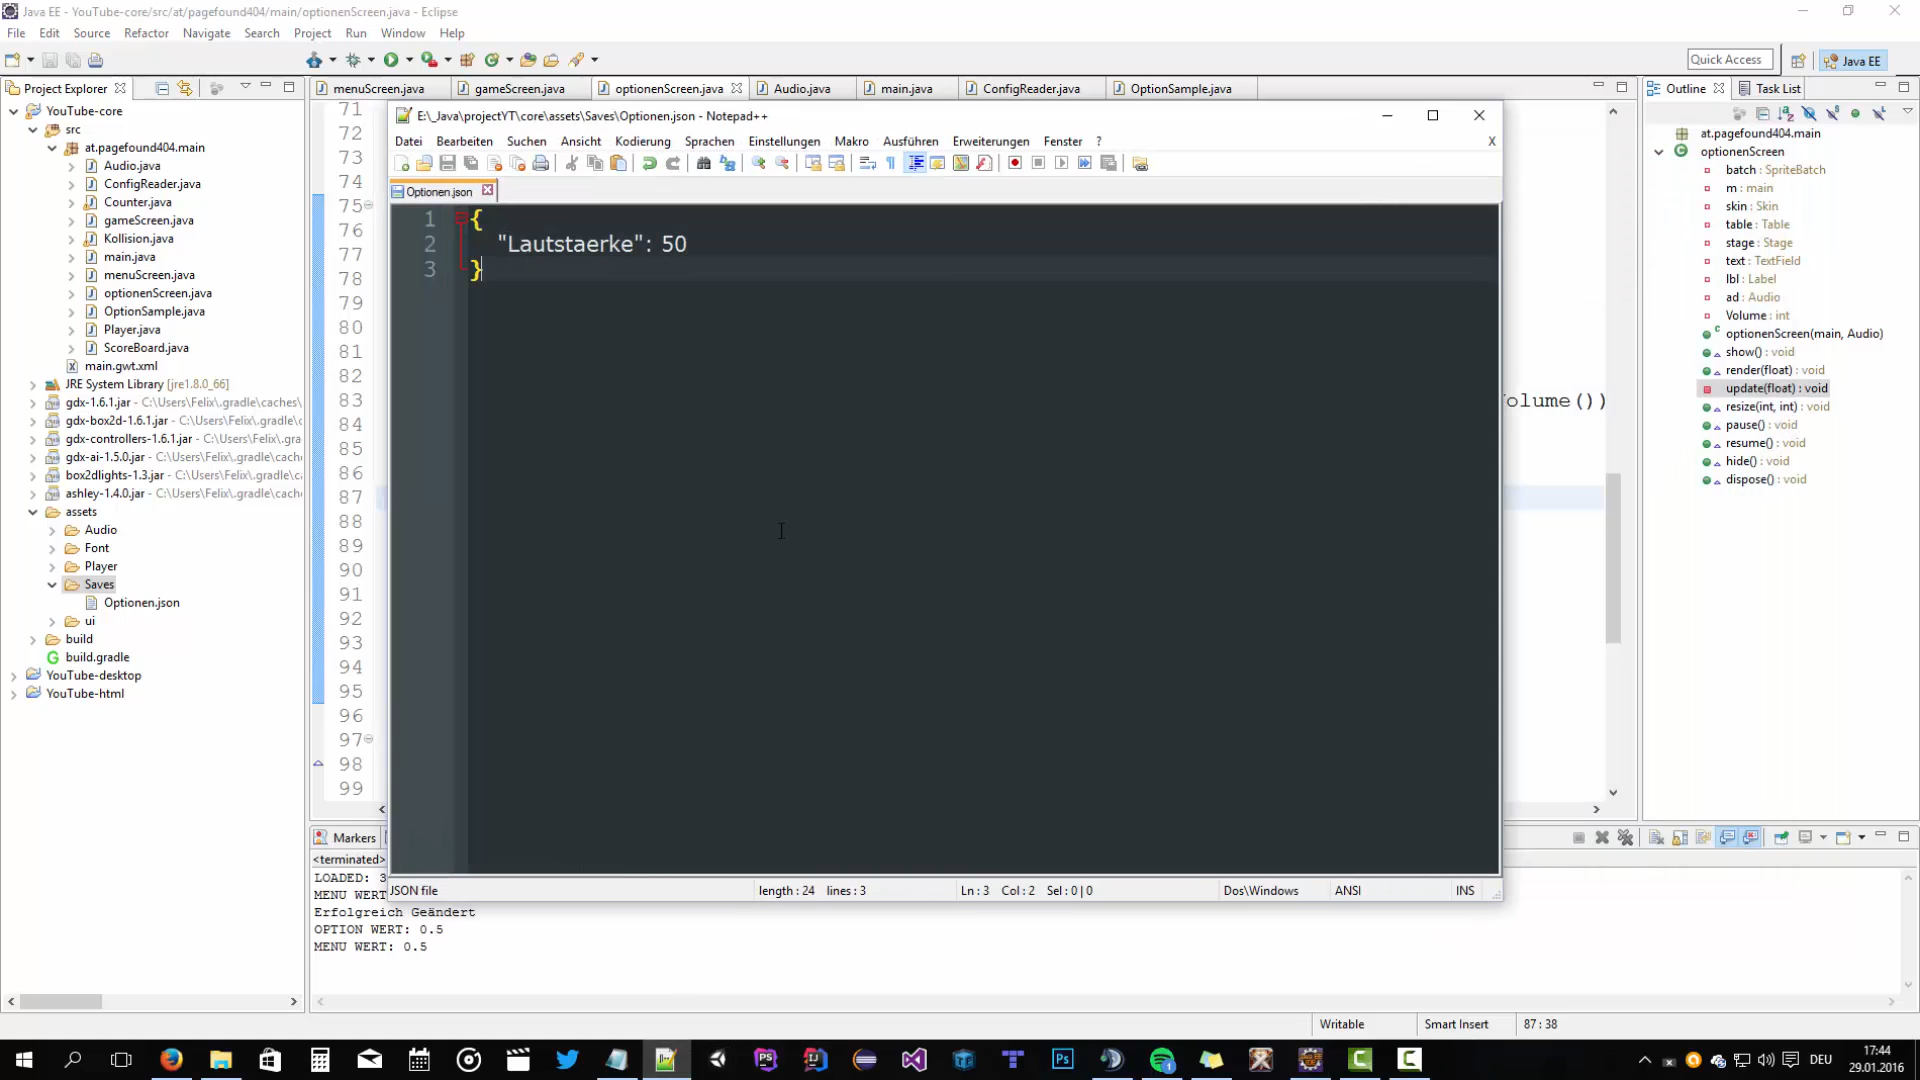 Java EE - YouTube-core/src/at/pagefound404/main/optionenScreen.java - Eclipse
File Edit Source Refactor Navigate Search Project Run Window Help
Quick Access
Java EE
Project Explorer
YouTube-core
src
at.pagefound404.main
Audio.java
ConfigReader.java
Counter.java
gameScreen.java
Kollision.java
main.java
menuScreen.java
optionenScreen.java
OptionSample.java
Player.java
ScoreBoard.java
main.gwt.xml
JRE System Library [jre1.8.0_66]
gdx-1.6.1.jar - C:\Users\Felix\.gradle\caches\
gdx-box2d-1.6.1.jar - C:\Users\Felix\.gradle\c
gdx-controllers-1.6.1.jar - C:\Users\Felix\.gra
gdx-ai-1.5.0.jar - C:\Users\Felix\.gradle\cach
box2dlights-1.3.jar - C:\Users\Felix\.gradle\c
ashley-1.4.0.jar - C:\Users\Felix\.gradle\cache
assets
Audio
Font
Player
Saves
Optionen.json
ui
build
build.gradle
YouTube-desktop
YouTube-html
menuScreen.java gameScreen.java optionenScreen.java Audio.java main.java ConfigReader.java OptionSample.java
71
72
73
74
75
76
77
78
79
80
81
82
83
84
85
86
87
88
89
90
91
92
93
94
95
96
97
98
99
olume())
E:\_Java\projectYT\core\assets\Saves\Optionen.json - Notepad++
Datei Bearbeiten Suchen Ansicht Kodierung Sprachen Einstellungen Makro Ausführen Erweiterungen Fenster ? X
Optionen.json
1 {
2 "Lautstaerke": 50
3 }
JSON file length : 24 lines : 3 Ln : 3 Col : 2 Sel : 0 | 0 Dos\Windows ANSI INS
Outline Task List
at.pagefound404.main
optionenScreen
batch : SpriteBatch
m : main
skin : Skin
table : Table
stage : Stage
text : TextField
lbl : Label
ad : Audio
Volume : int
optionenScreen(main, Audio)
show() : void
render(float) : void
update(float) : void
resize(int, int) : void
pause() : void
resume() : void
hide() : void
dispose() : void
Markers
<terminated>
LOADED: 3
MENU WERT
Erfolgreich Geändert
OPTION WERT: 0.5
MENU WERT: 0.5
Writable Smart Insert 87 : 38
DEU
17:44
29.01.2016